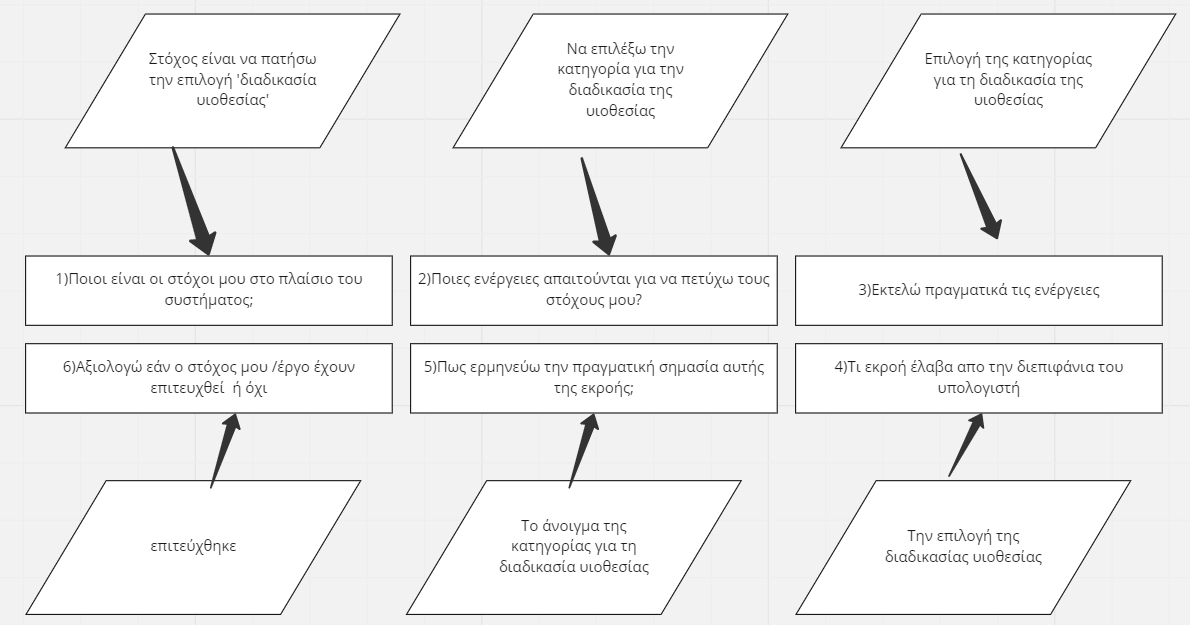 Στόχος είναι να πατήσω
την επιλογή 'διαδικασία
υιοθεσίας'
Να επιλέξω την
κατηγορία για την
διαδικασία της
υιοθεσίας
Επιλογή της κατηγορίας
για τη διαδικασία της
υιοθεσίας
1)Ποιοι είναι οι στόχοι μου στο πλαίσιο του
συστήματος;
2)Ποιες ενέργειες απαιτούνται για να πετύχω τους
στόχους μου?
3)Εκτελώ πραγματικά τις ενέργειες
6)Αξιολογώ εάν ο στόχος μου /έργο έχουν
επιτευχθεί  ή όχι
5)Πως ερμηνεύω την πραγματική σημασία αυτής
της εκροής;
4)Τι εκροή έλαβα απο την διεπιφάνια του
υπολογιστή
επιτεύχθηκε
Το άνοιγμα της
κατηγορίας για τη
διαδικασία υιοθεσίας
Την επιλογή της
διαδικασίας υιοθεσίας